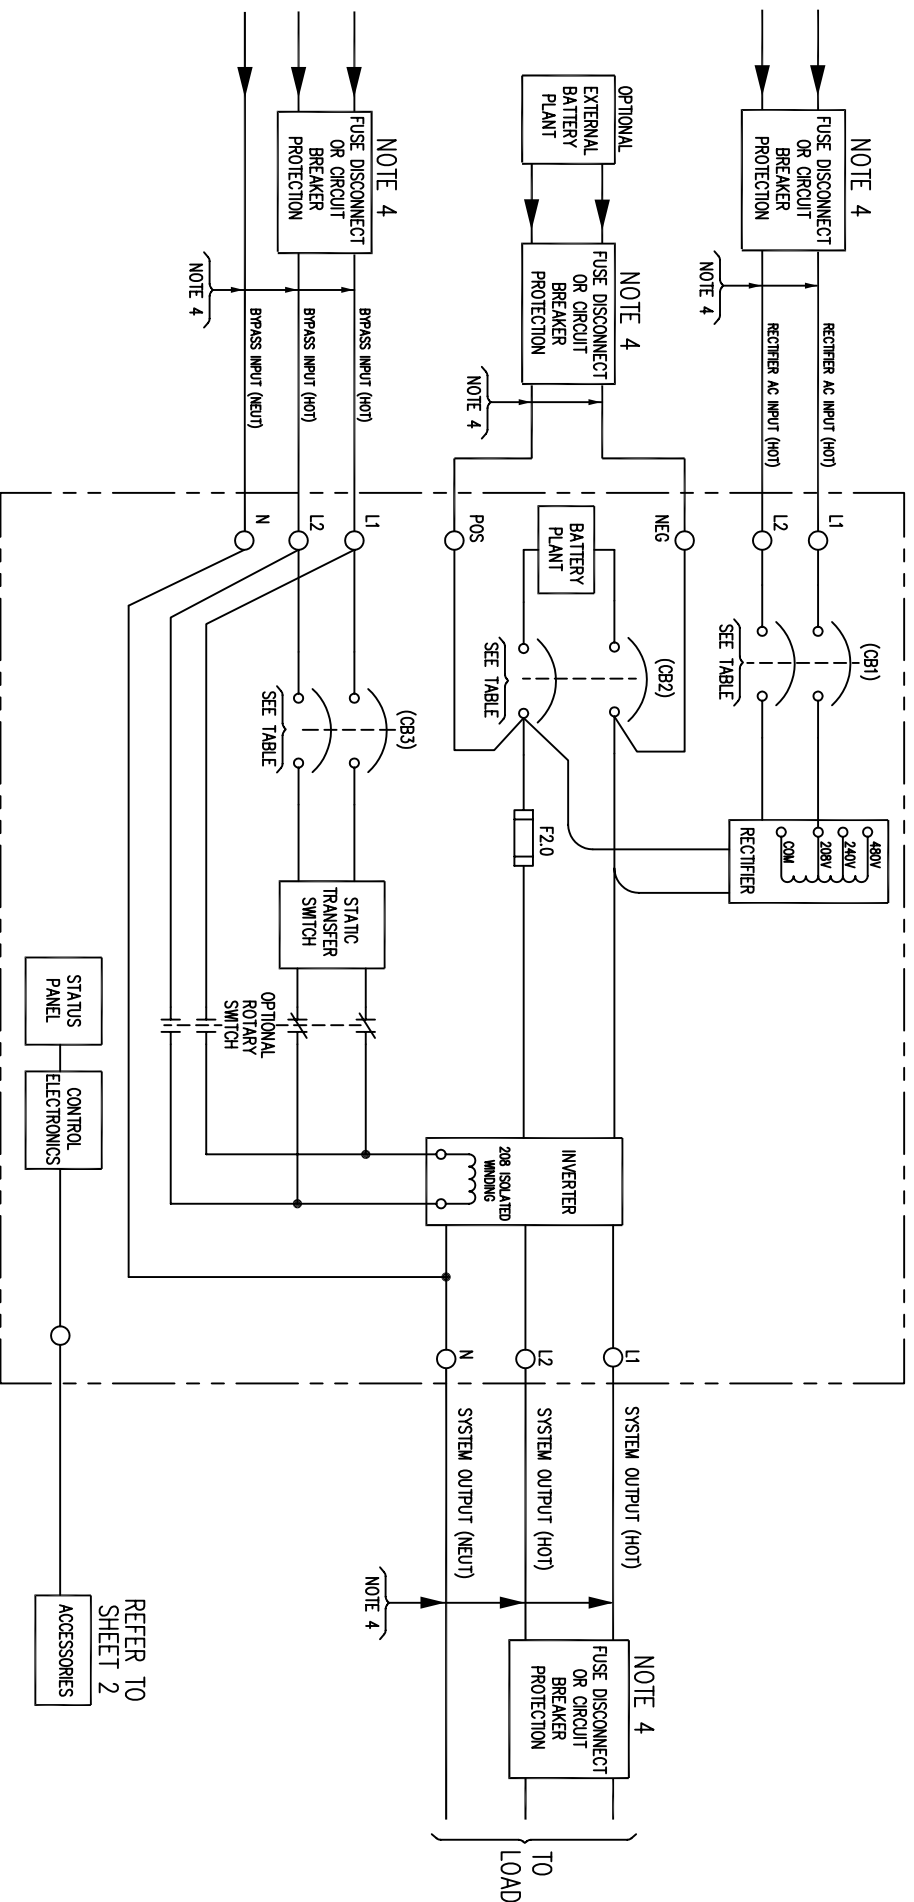 NOTE 4
FUSE DISCONNECT
OR CIRCUIT
BREAKER
PROTECTION
NOTE 4
RECTIFIER AC INPUT (HOT)
RECTIFIER AC INPUT (HOT)
L1
L2
(CB1)
SEE TABLE
480V
240V
208V
COM
RECTIFIER
OPTIONAL
EXTERNAL
BATTERY
PLANT
NOTE 4
FUSE DISCONNECT
OR CIRCUIT
BREAKER
PROTECTION
NOTE 4
NEG
POS
BATTERY
PLANT
(CB2)
SEE TABLE
F2.0
INVERTER
208 ISOLATED
WINDING
L1
L2
N
SYSTEM OUTPUT (HOT)
SYSTEM OUTPUT (HOT)
SYSTEM OUTPUT (NEUT)
NOTE 4
NOTE 4
FUSE DISCONNECT
OR CIRCUIT
BREAKER
PROTECTION
TO
LOAD
NOTE 4
FUSE DISCONNECT
OR CIRCUIT
BREAKER
PROTECTION
NOTE 4
BYPASS INPUT (HOT)
BYPASS INPUT (HOT)
BYPASS INPUT (NEUT)
L1
L2
N
(CB3)
SEE TABLE
STATIC
TRANSFER
SWITCH
OPTIONAL
ROTARY
SWITCH
STATUS
PANEL
CONTROL
ELECTRONICS
REFER TO
SHEET 2
ACCESSORIES